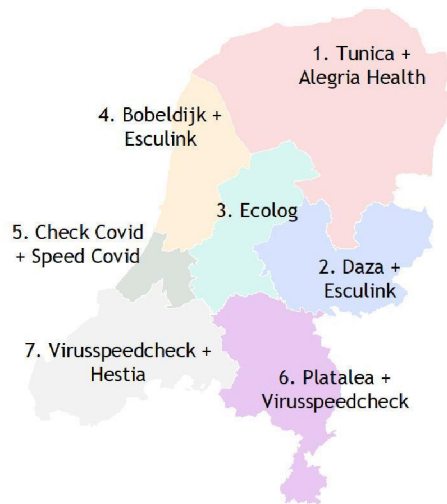 1. Tunica +
Alegria Health
4. Bobeldijk +
Esculink
3. Ecolog
5. Check Covid
+ Speed Covid
2. Daza +
Esculink
7. Virusspeedcheck +
Hestia
6. Platalea +
Virusspeedcheck